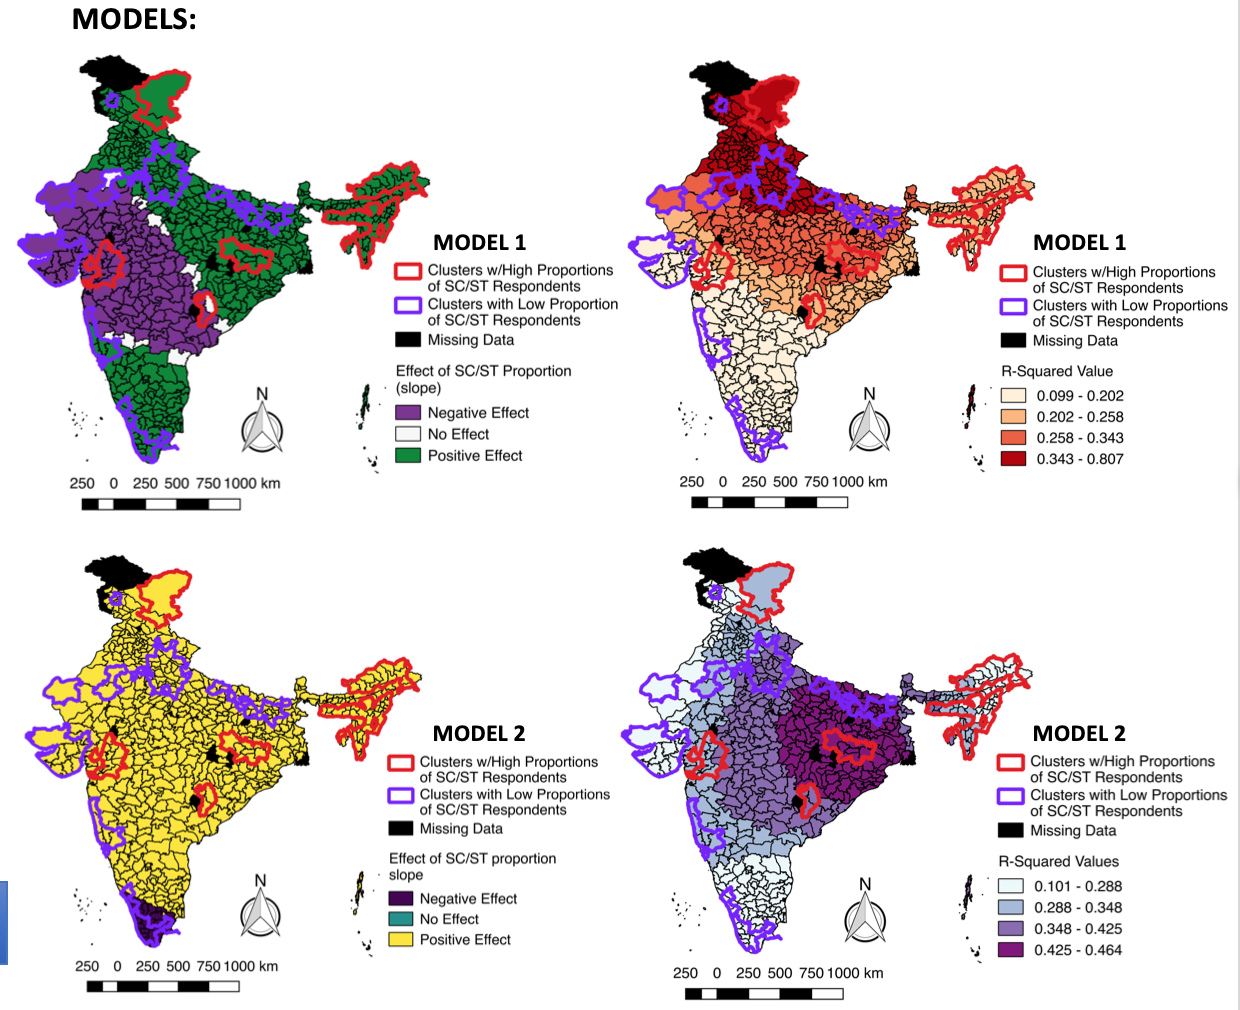 MODELS:
MODEL 1
Clusters w/High Proportions
of SC/ST Respondents
Clusters with Low Proportion
of SC/ST Respondents
Missing Data
Effect of SC/ST Proportion
(slope)
Negative Effect
No Effect
Positive Effect
N
250 0 250 500 750 1000 km
MODEL 1
Clusters w/High Proportions
of SC/ST Respondents
Clusters with Low Proportions
of SC/ST Respondents
Missing Data
R-Squared Value
0.099 - 0.202
0.202 - 0.258
0.258 - 0.343
0.343 - 0.807
N
250 0 250 500 750 1000 km
MODEL 2
Clusters w/High Proportions
of SC/ST Respondents
Clusters with Low Proportions
of SC/ST Respondents
Missing Data
Effect of SC/ST proportion
slope
Negative Effect
No Effect
Positive Effect
N
250 0 250 500 750 1000 km
MODEL 2
Clusters w/High Proportions
of SC/ST Respondents
Clusters with Low Proportions
of SC/ST Respondents
Missing Data
R-Squared Values
0.101 - 0.288
0.288 - 0.348
0.348 - 0.425
0.425 - 0.464
N
250 0 250 500 750 1000 km